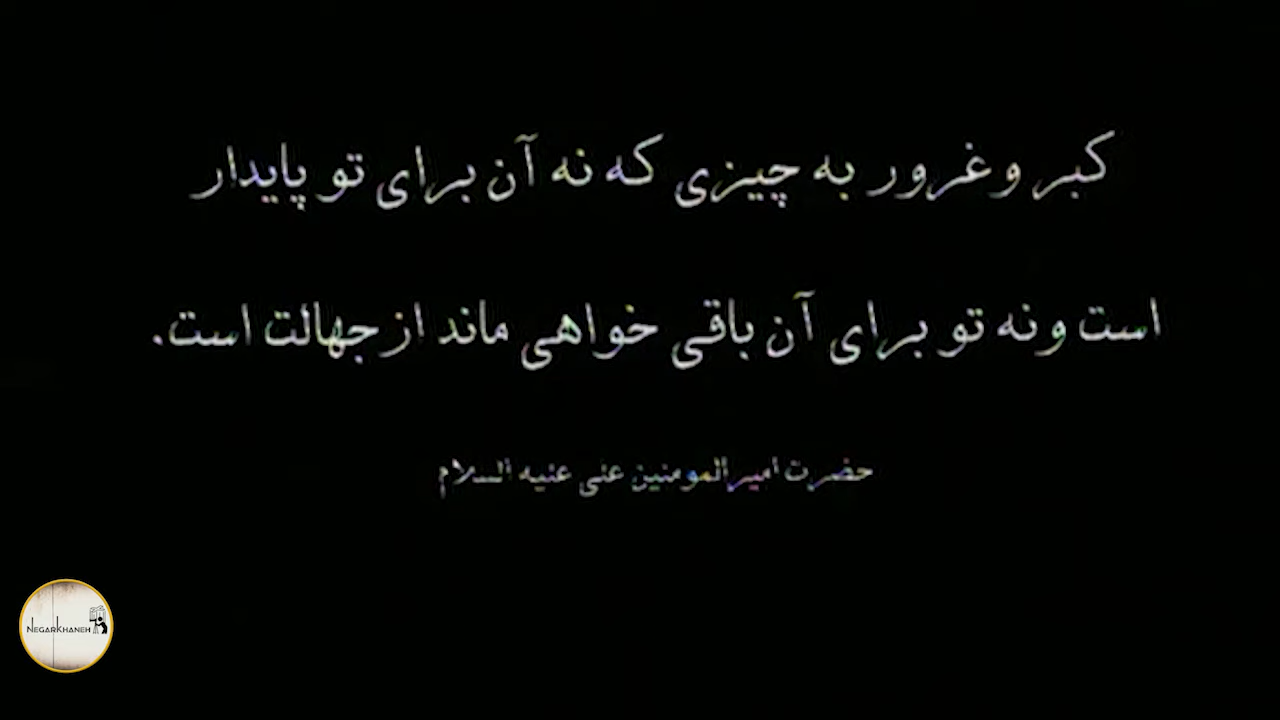 کبر و غرور به چیزی که نه آن برای تو پایدار
است و نه تو برای آن باقی خواهی ماند از جهالت است.
حضرت امیرالمومنین علی علیه السلام
NEGARKHANEH